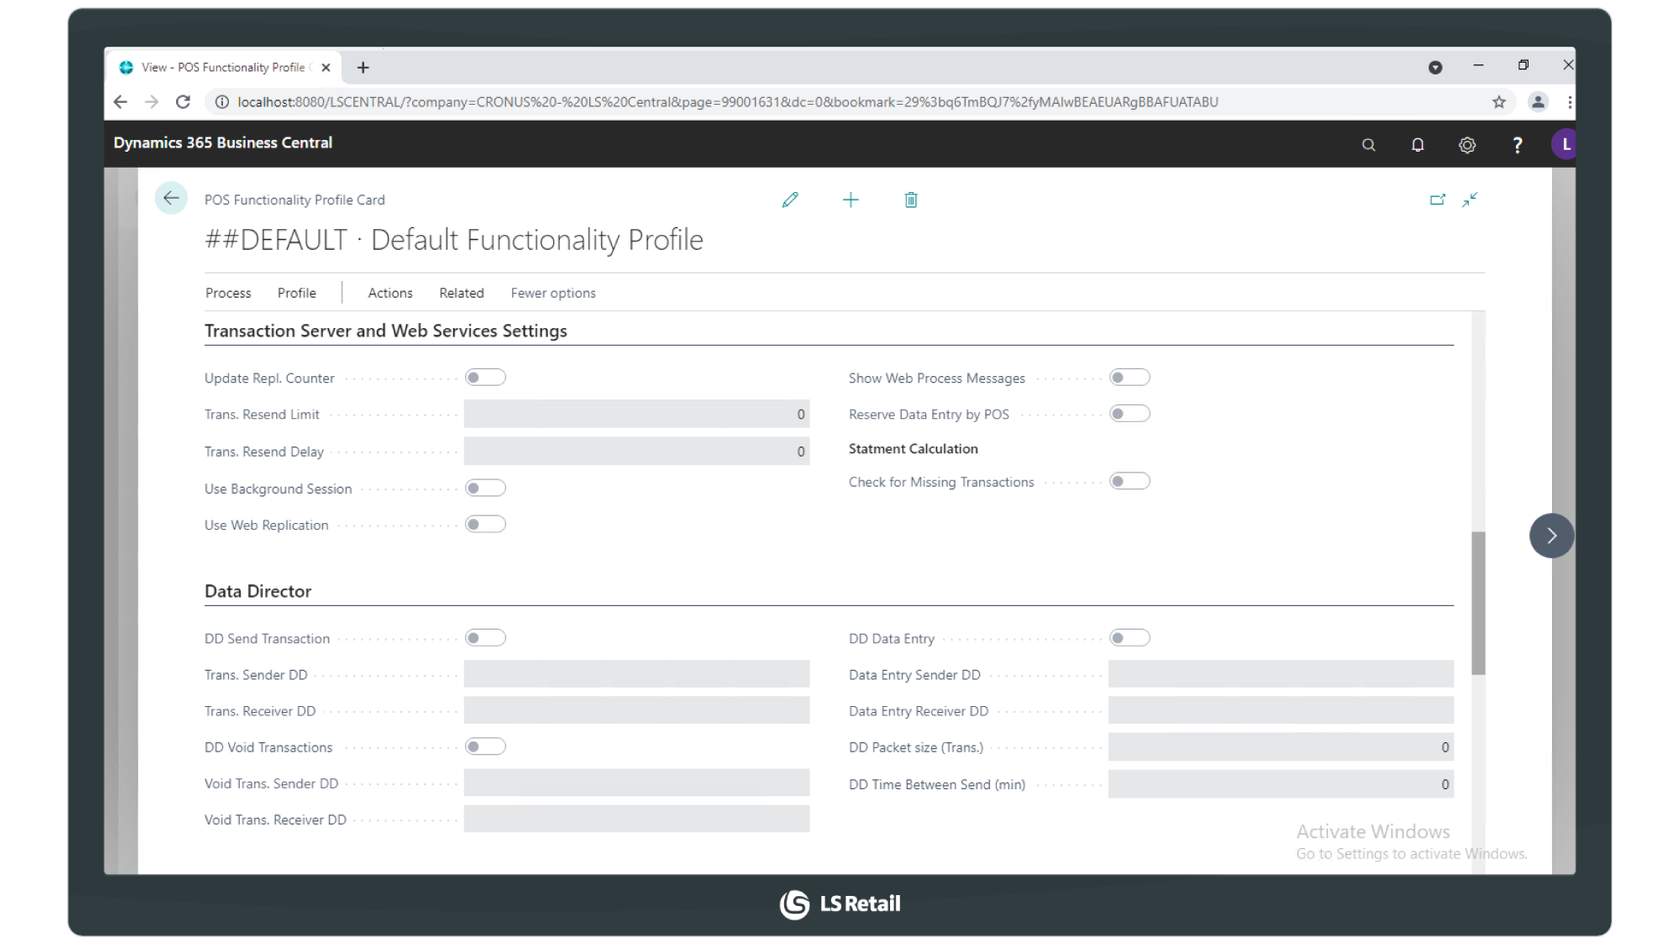 View - POS Functionality Profile
localhost:8080/LSCENTRAL/?company=CRONUS%20-%20LS%20Central&page=99001631&dc=0&bookmark=29%3bq6TmBQJ7%2fyMAIwBEAEUARgBBAFUATABU
Dynamics 365 Business Central
? L
POS Functionality Profile Card
##DEFAULT · Default Functionality Profile
Process Profile Actions Related Fewer options
Transaction Server and Web Services Settings
Update Repl. Counter
Trans. Resend Limit 0
Trans. Resend Delay 0
Use Background Session
Use Web Replication
Show Web Process Messages
Reserve Data Entry by POS
Statment Calculation
Check for Missing Transactions
Data Director
DD Send Transaction
Trans. Sender DD
Trans. Receiver DD
DD Void Transactions
Void Trans. Sender DD
Void Trans. Receiver DD
DD Data Entry
Data Entry Sender DD
Data Entry Receiver DD
DD Packet size (Trans.) 0
DD Time Between Send (min) 0
Activate Windows
Go to Settings to activate Windows.
LS Retail